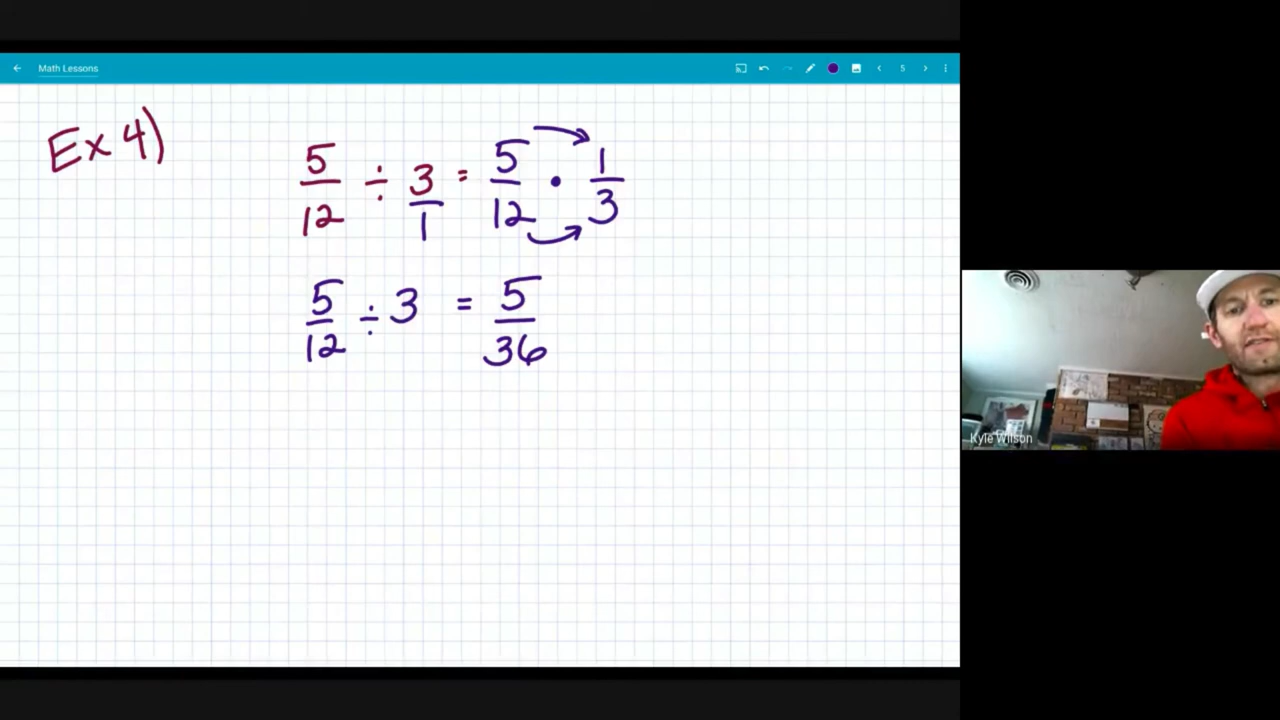 Math Lessons
5
Ex 4)
5/12 ÷ 3/1 = 5/12 • 1/3
5/12 ÷ 3 = 5/36
Kyle Wilson